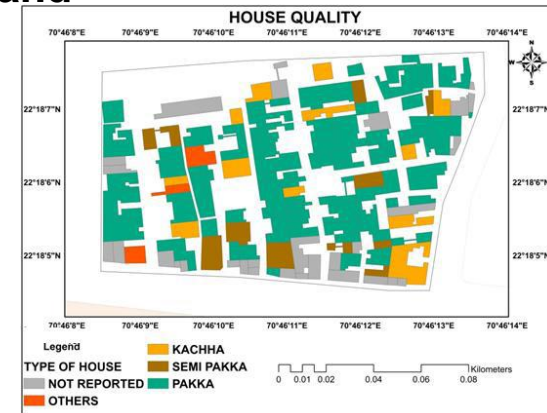 HOUSE QUALITY
70°46'8"E 70°46'9"E 70°46'10"E 70°46'11"E 70°46'12"E 70°46'13"E 70°46'14"E
N
W E
S
22°18'7"N 22°18'7"N
22°18'6"N 22°18'6"N
22°18'5"N 22°18'5"N
70°46'8"E 70°46'9"E 70°46'10"E 70°46'11"E 70°46'12"E 70°46'13"E 70°46'14"E
Legend
TYPE OF HOUSE
NOT REPORTED
OTHERS
KACHHA
SEMI PAKKA
PAKKA
Kilometers
0 0.01 0.02 0.04 0.06 0.08